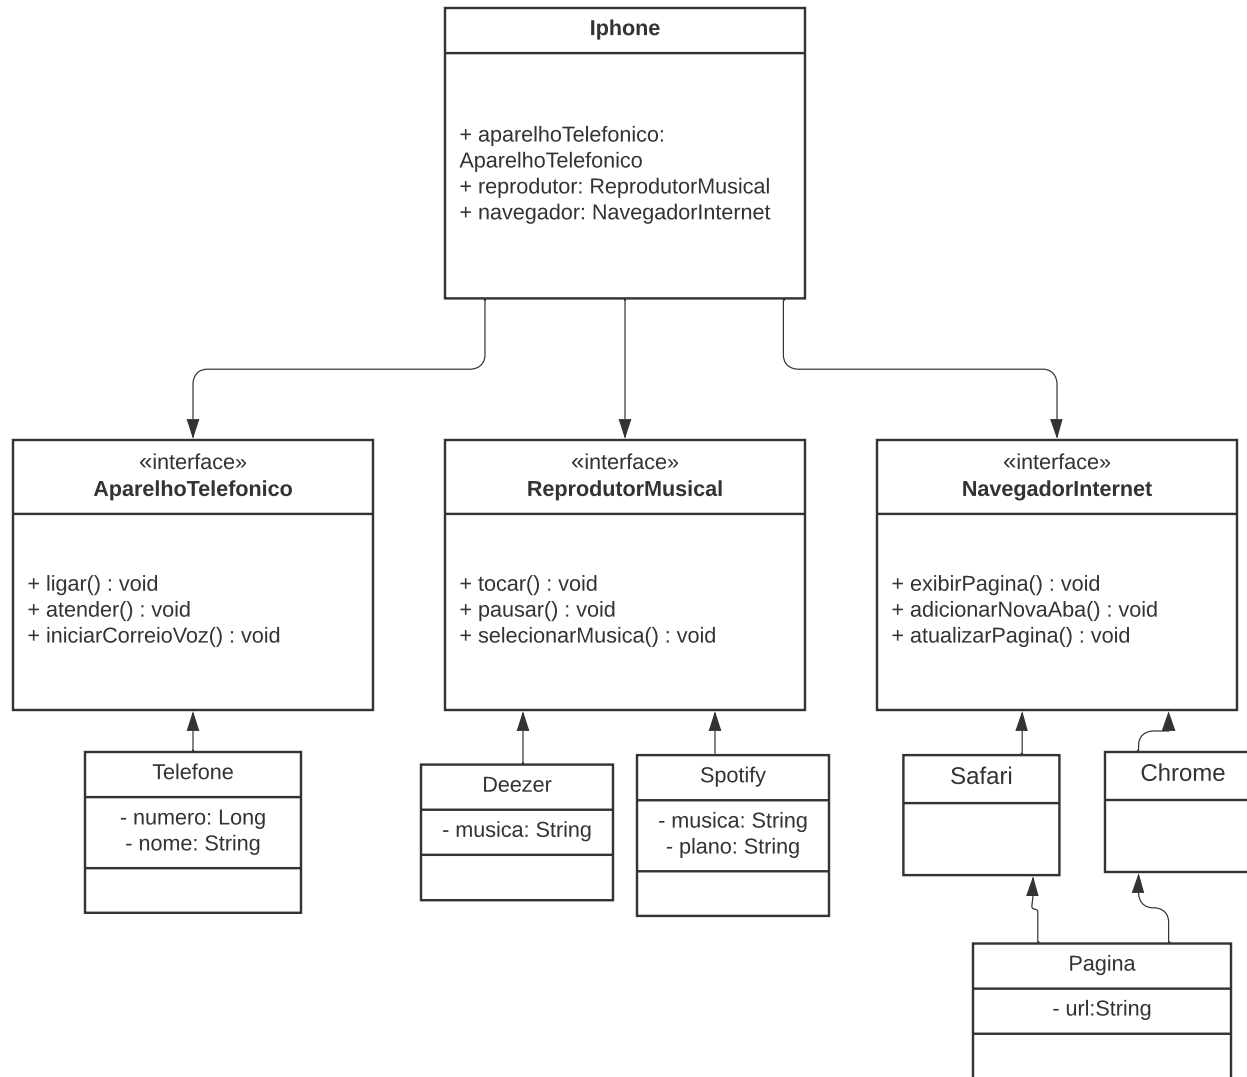 Iphone
+ aparelhoTelefonico:
AparelhoTelefonico
+ reprodutor: ReprodutorMusical
+ navegador: NavegadorInternet
«interface»
AparelhoTelefonico
+ ligar() : void
+ atender() : void
+ iniciarCorreioVoz() : void
«interface»
ReprodutorMusical
+ tocar() : void
+ pausar() : void
+ selecionarMusica() : void
«interface»
NavegadorInternet
+ exibirPagina() : void
+ adicionarNovaAba() : void
+ atualizarPagina() : void
Telefone
- numero: Long
- nome: String
Deezer
- musica: String
Spotify
- musica: String
- plano: String
Safari
Chrome
Pagina
- url:String